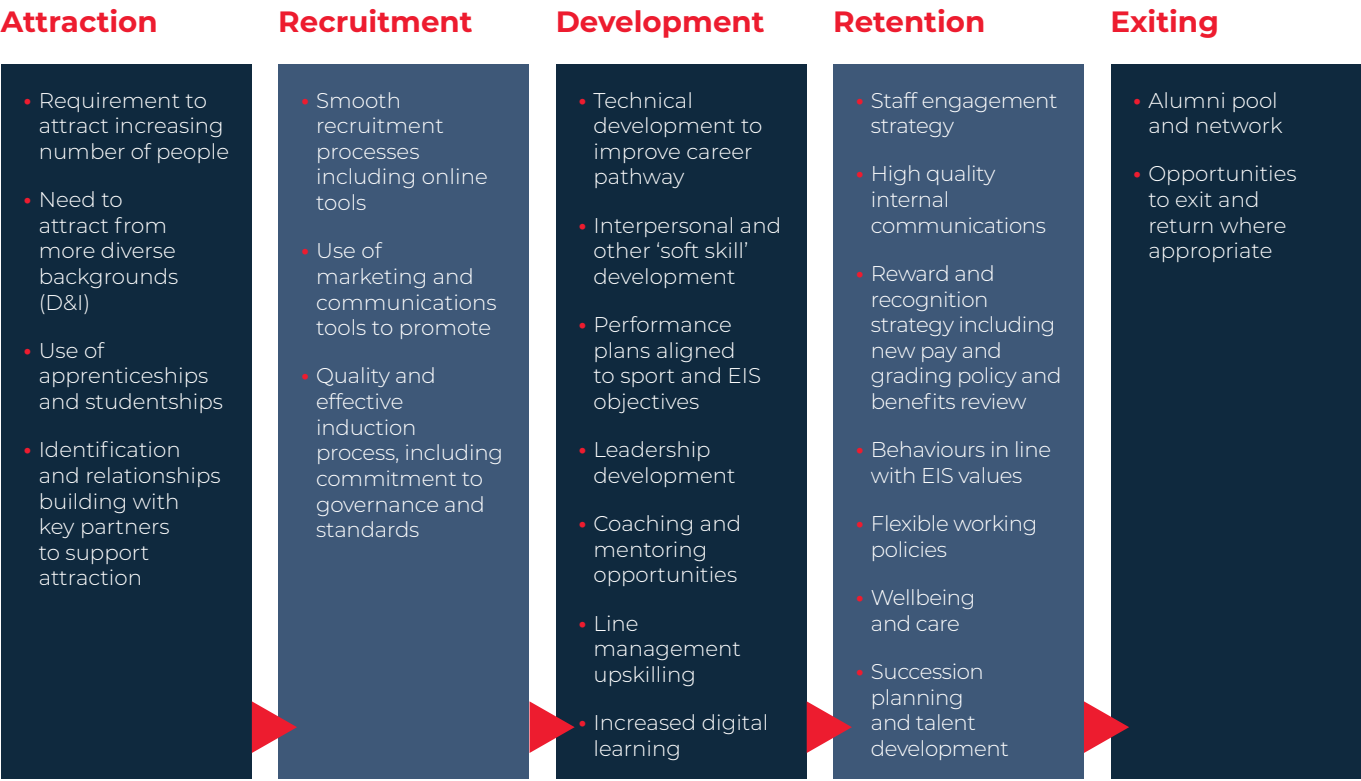 Attraction
• Requirement to
attract increasing
number of people
• Need to
attract from
more diverse
backgrounds
(D&I)
• Use of
apprenticeships
and studentships
• Identification
and relationships
building with
key partners
to support
attraction
Recruitment
• Smooth
recruitment
processes
including online
tools
• Use of
marketing and
communications
tools to promote
• Quality and
effective
induction
process, including
commitment to
governance and
standards
Development
• Technical
development to
improve career
pathway
• Interpersonal and
other ‘soft skill’
development
• Performance
plans aligned
to sport and EIS
objectives
• Leadership
development
• Coaching and
mentoring
opportunities
• Line
management
upskilling
• Increased digital
learning
Retention
• Staff engagement
strategy
• High quality
internal
communications
• Reward and
recognition
strategy including
new pay and
grading policy and
benefits review
• Behaviours in line
with EIS values
• Flexible working
policies
• Wellbeing
and care
• Succession
planning
and talent
development
Exiting
• Alumni pool
and network
• Opportunities
to exit and
return where
appropriate